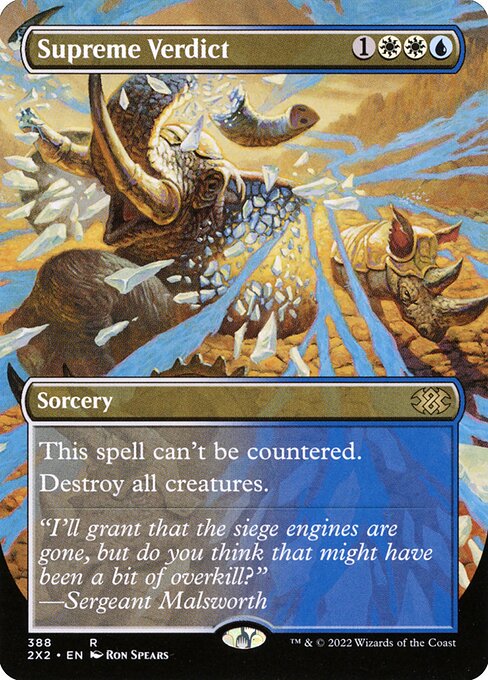 Supreme Verdict 1
Sorcery
This spell can't be countered.
Destroy all creatures.
"I'll grant that the siege engines are
gone, but do you think that might have
been a bit of overkill?"
—Sergeant Malsworth
388 R
2X2 • EN Ron Spears
™ & © 2022 Wizards of the Coast